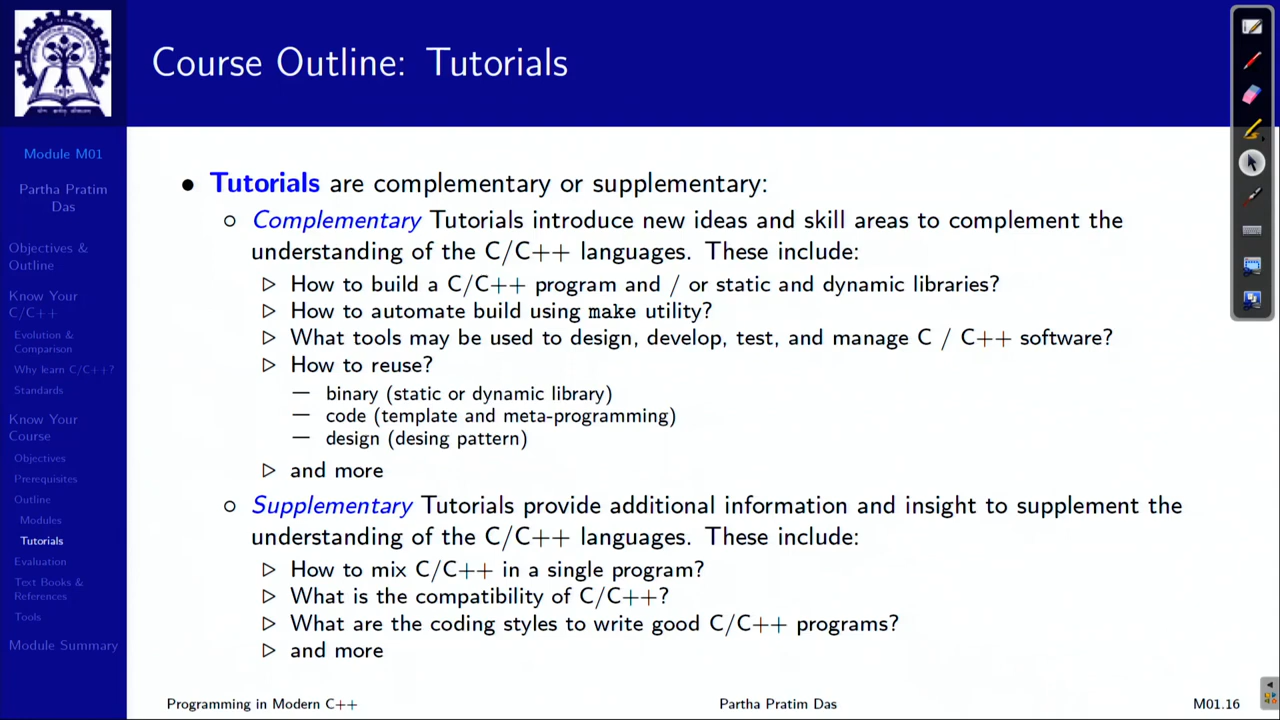 Course Outline: Tutorials
Module M01
Partha Pratim
Das
Objectives &
Outline
Know Your
C/C++
Evolution &
Comparison
Why learn C/C++?
Standards
Know Your
Course
Objectives
Prerequisites
Outline
Modules
Tutorials
Evaluation
Text Books &
References
Tools
Module Summary
● Tutorials are complementary or supplementary:
○ Complementary Tutorials introduce new ideas and skill areas to complement the
understanding of the C/C++ languages. These include:
▷ How to build a C/C++ program and / or static and dynamic libraries?
▷ How to automate build using make utility?
▷ What tools may be used to design, develop, test, and manage C / C++ software?
▷ How to reuse?
— binary (static or dynamic library)
— code (template and meta-programming)
— design (desing pattern)
▷ and more
○ Supplementary Tutorials provide additional information and insight to supplement the
understanding of the C/C++ languages. These include:
▷ How to mix C/C++ in a single program?
▷ What is the compatibility of C/C++?
▷ What are the coding styles to write good C/C++ programs?
▷ and more
Programming in Modern C++
Partha Pratim Das
M01.16